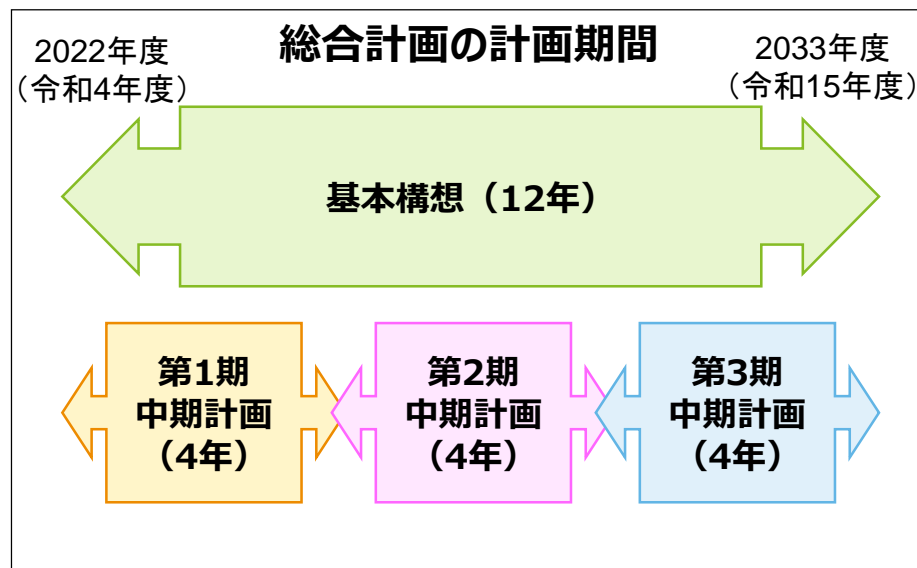 総合計画の計画期間
2022年度
（令和4年度）
2033年度
（令和15年度）
基本構想（12年）
第1期
中期計画
（4年）
第2期
中期計画
（4年）
第3期
中期計画
（4年）